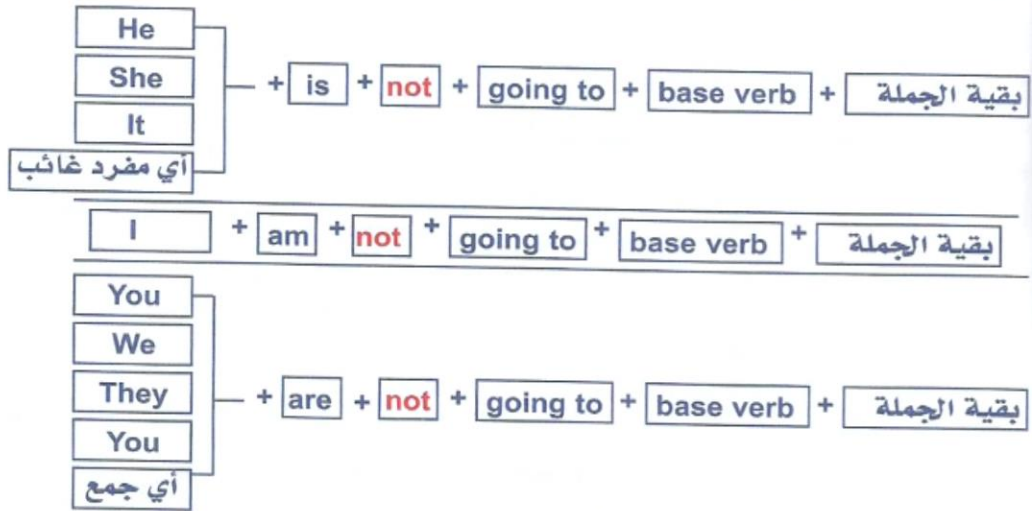 He
She
It
أي مفرد غائب
+ is + not + going to + base verb + بقية الجملة
I + am + not + going to + base verb + بقية الجملة
You
We
They
You
أي جمع
+ are + not + going to + base verb + بقية الجملة